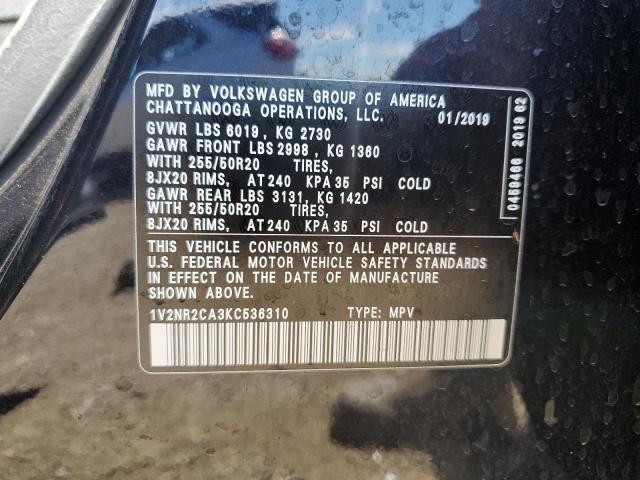 MFD BY VOLKSWAGEN GROUP OF AMERICA
CHATTANOOGA OPERATIONS, LLC. 01/2019
GVWR LBS 6019, KG 2730
GAWR FRONT LBS 2998, KG 1360
WITH 255/50R20 TIRES,
8JX20 RIMS, AT 240 KPA 35 PSI COLD
GAWR REAR LBS 3131, KG 1420
WITH 255/50R20 TIRES,
8JX20 RIMS, AT 240 KPA 35 PSI COLD
THIS VEHICLE CONFORMS TO ALL APPLICABLE
U.S. FEDERAL MOTOR VEHICLE SAFETY STANDARDS
IN EFFECT ON THE DATE OF MANUFACTURE
SHOWN ABOVE.
1V2NR2CA3KC536310 TYPE: MPV
0459466 2019 62